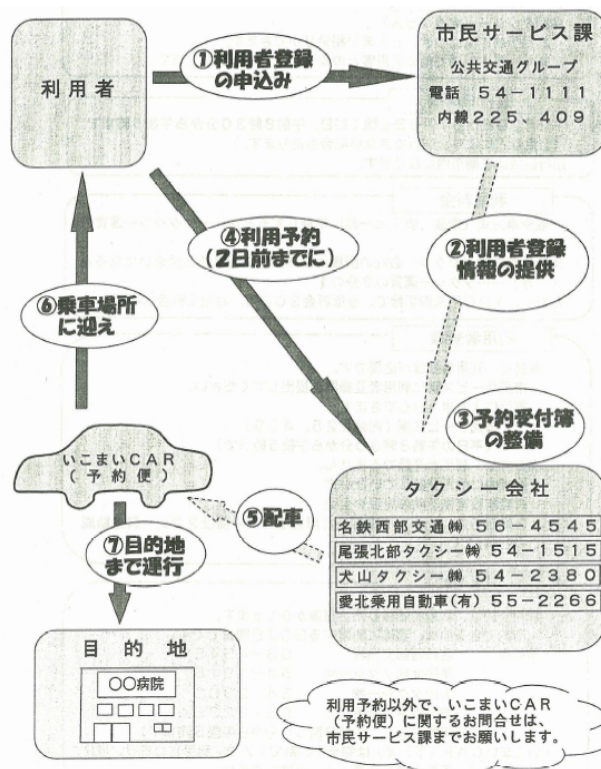 利用者
①利用者登録
の申込み
市民サービス課
公共交通グループ
電話 54-1111
内線225、409
④利用予約
(2日前までに)
②利用者登録
情報の提供
⑥乗車場所
に迎え
③予約受付簿
の整備
いこまいCAR
(予約便)
⑤配車
タクシー会社
名鉄西部交通㈱ 56-4545
尾張北部タクシー㈱ 54-1515
犬山タクシー㈱ 54-2380
愛北乗用自動車(有) 55-2266
⑦目的地
まで運行
目的地
〇〇病院
利用予約以外で、いこまいCAR
(予約便)に関するお問合せは、
市民サービス課までお願いします。